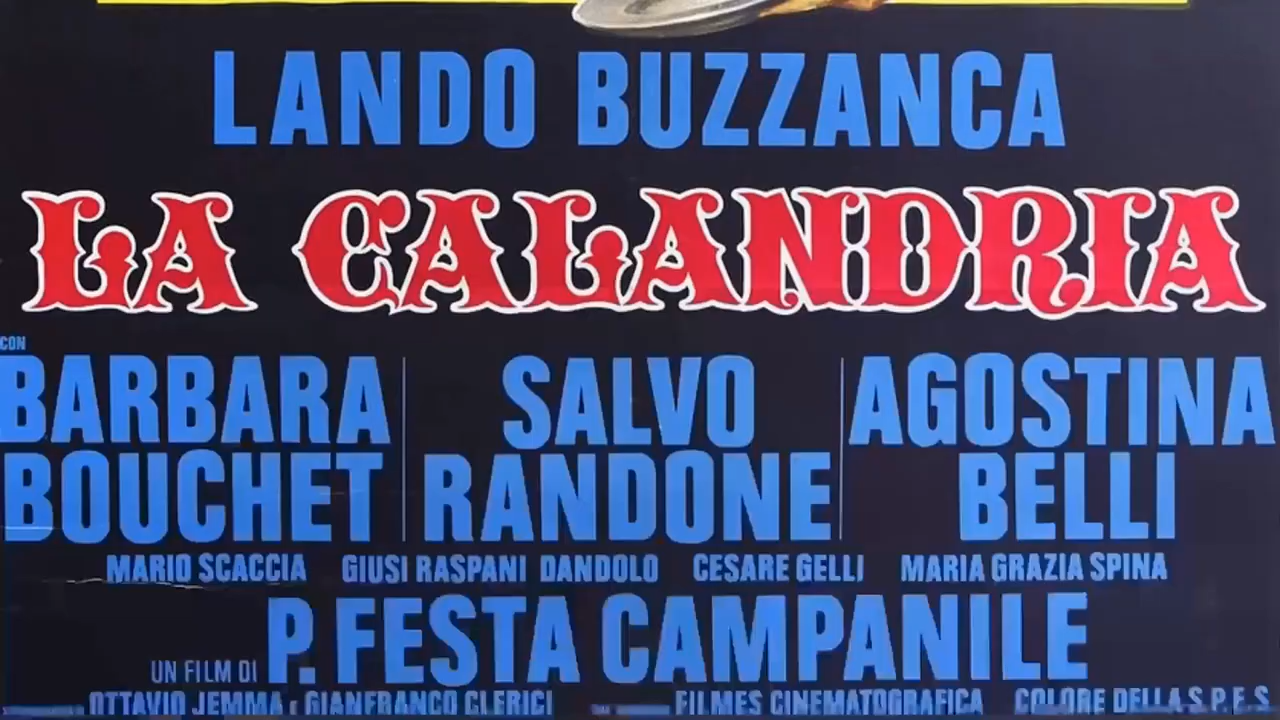 LANDO BUZZANCA
LA CALANDRIA
CON
BARBARA BOUCHET
SALVO RANDONE
AGOSTINA BELLI
MARIO SCACCIA GIUSI RASPANI DANDOLO CESARE GELLI MARIA GRAZIA SPINA
UN FILM DI P. FESTA CAMPANILE
OTTAVIO JEMMA E GIANFRANCO CLERICI FILMES CINEMATOGRAFICA COLORE DELLA S.P.E.S.